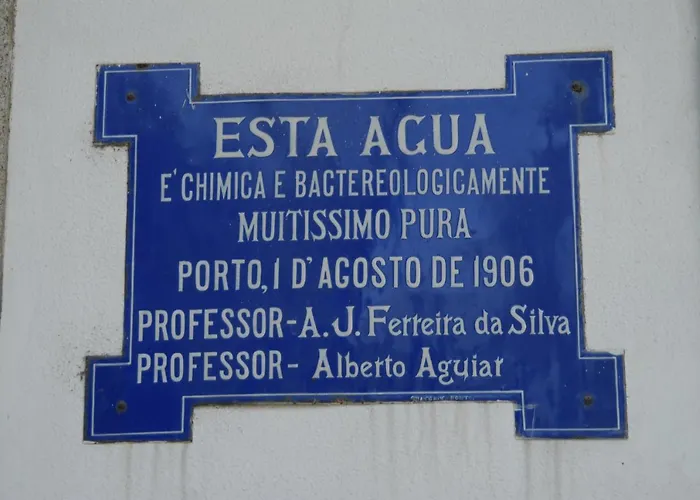 ESTA AGUA
E' CHIMICA E BACTEREOLOGICAMENTE
MUITISSIMO PURA
PORTO, 1 D'AGOSTO DE 1906
PROFESSOR-A. J. Ferreira da Silva
PROFESSOR- Alberto Aguiar